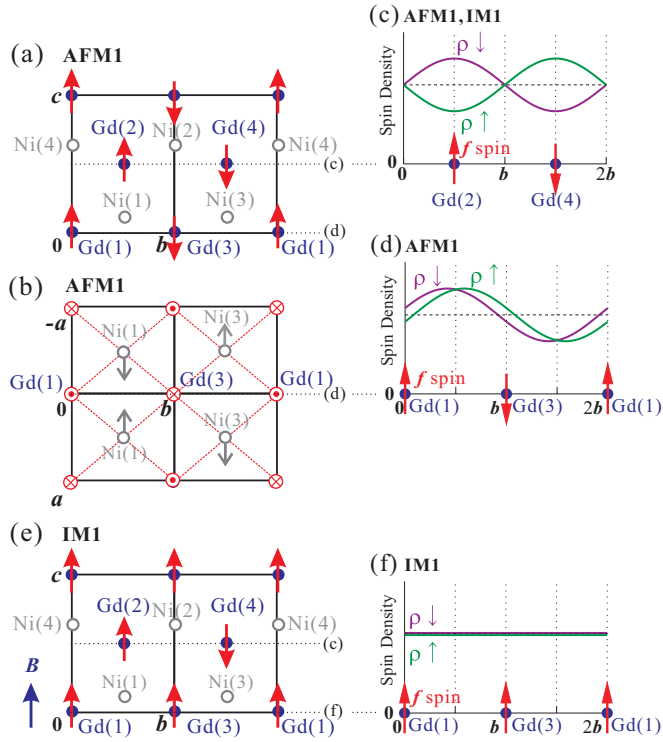 (a) AFM1
c
Gd(2) Ni(2) Gd(4)
Ni(4) Ni(4)
(c)
Ni(1) Ni(3)
(d)
0 Gd(1) b Gd(3) Gd(1)
(b) AFM1
-a
Ni(1) Ni(3)
Gd(1) Gd(3) Gd(1)
0 b (d)
Ni(1) Ni(3)
a
(e) IM1
c
Gd(2) Ni(2) Gd(4)
Ni(4) Ni(4)
(c)
B
Ni(1) Ni(3)
(f)
0 Gd(1) b Gd(3) Gd(1)
(c) AFM1, IM1
Spin Density
ρ ↓
ρ ↑
f spin
0
0 b 2b
Gd(2) Gd(4)
(d) AFM1
Spin Density
ρ ↓ ρ ↑
f spin
0 Gd(1) b Gd(3) 2b Gd(1)
(f) IM1
Spin Density
ρ ↓
ρ ↑
f spin
0 Gd(1) b Gd(3) 2b Gd(1)